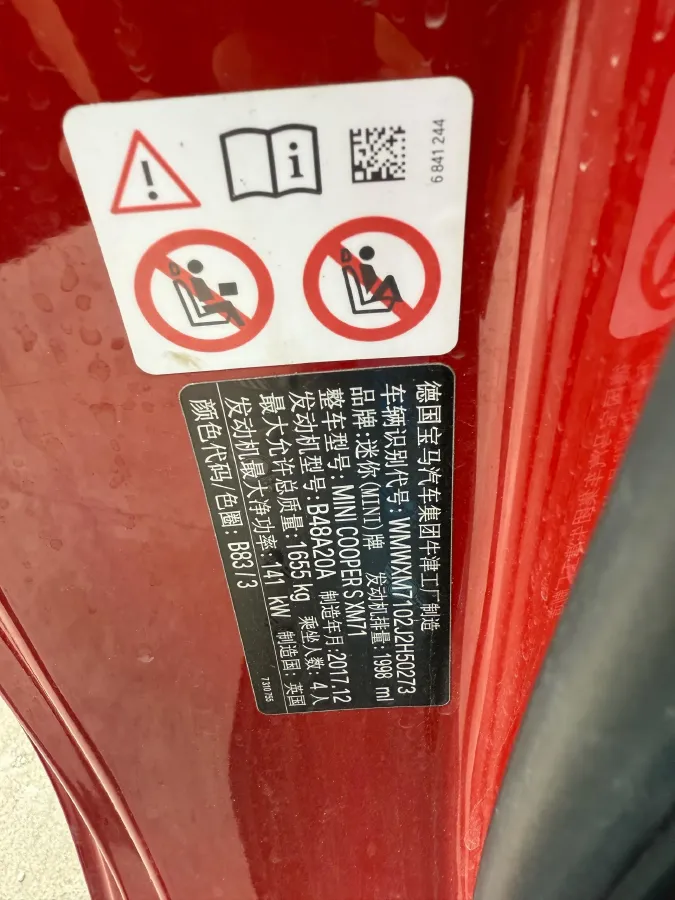 6 841 244
德国宝马汽车集团牛津工厂制造
车辆识别代号: WMWXM7102J2H50273
品牌:迷你(MINI)牌 发动机排量: 1998 ml
整车型号: MINI COOPER S XM71
发动机型号: B48A20A 制造年月:2017.12
最大允许总质量: 1655 kg 乘坐人数: 4人
发动机最大净功率: 141 kW 制造国: 英国
颜色代码/色圈: B83 / 3
7 310 755